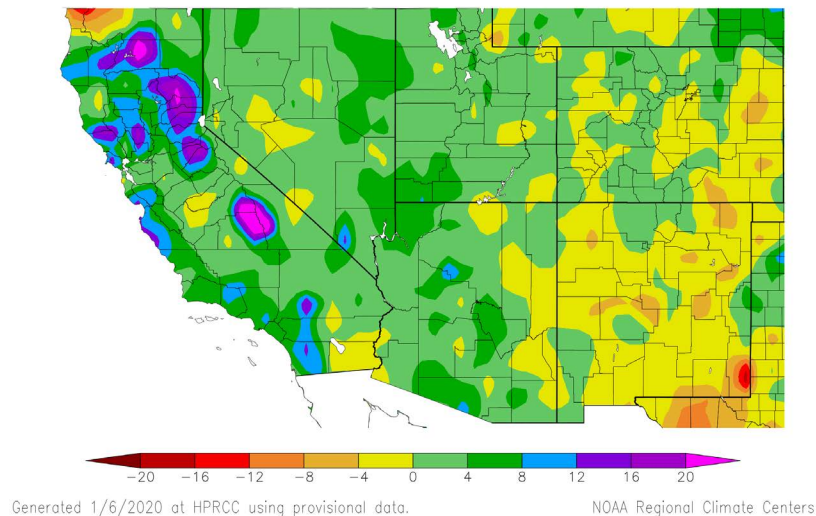 −20 −16 −12 −8 −4 0 4 8 12 16 20
Generated 1/6/2020 at HPRCC using provisional data. NOAA Regional Climate Centers